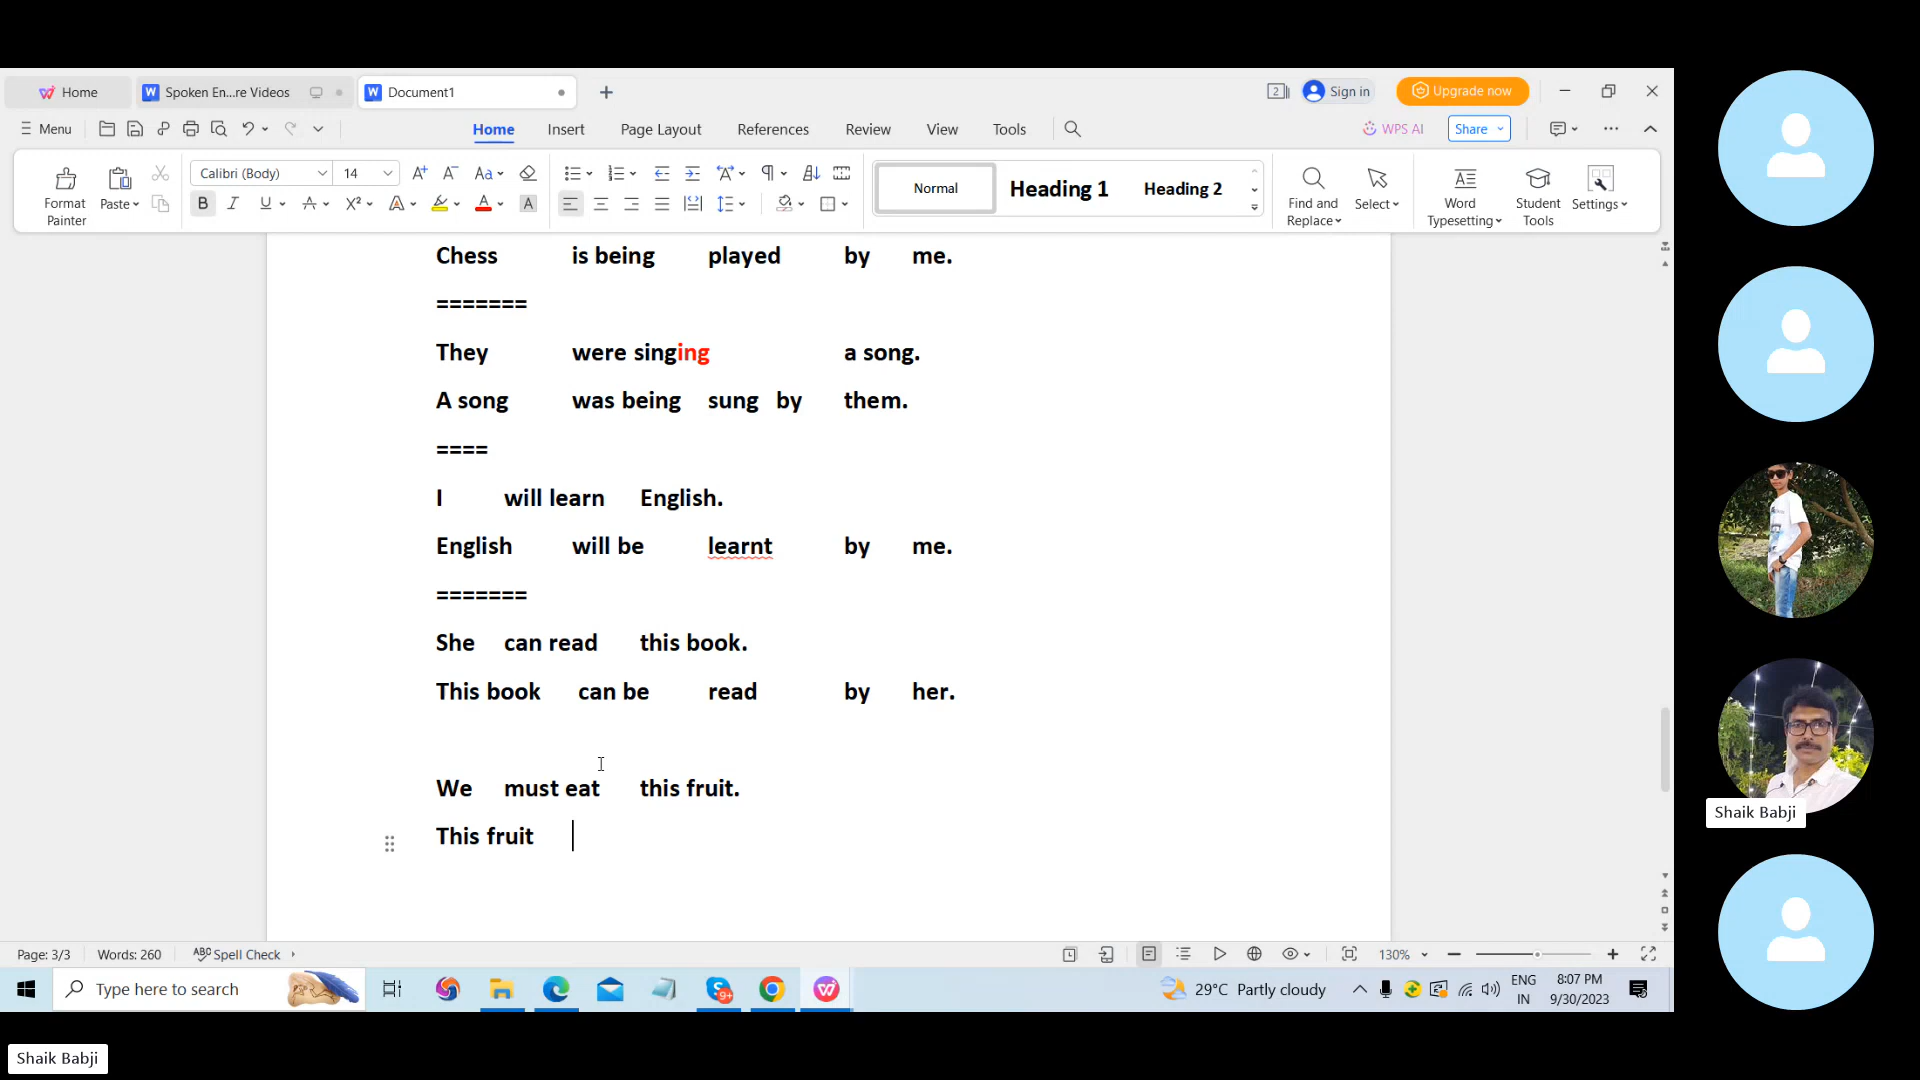 Home
Spoken En...re Videos
Document1
2
Sign in
Upgrade now
Menu
Home
Insert
Page Layout
References
Review
View
Tools
WPS AI
Share
Format Painter
Paste
Calibri (Body)
14
Normal
Heading 1
Heading 2
Find and Replace
Select
Word Typesetting
Student Tools
Settings
Chess is being played by me.
=======
They were singing a song.
A song was being sung by them.
====
I will learn English.
English will be learnt by me.
=======
She can read this book.
This book can be read by her.
We must eat this fruit.
This fruit
Page: 3/3
Words: 260
Spell Check
130%
Type here to search
9+
29°C Partly cloudy
ENG
IN
8:07 PM
9/30/2023
Shaik Babji
Shaik Babji